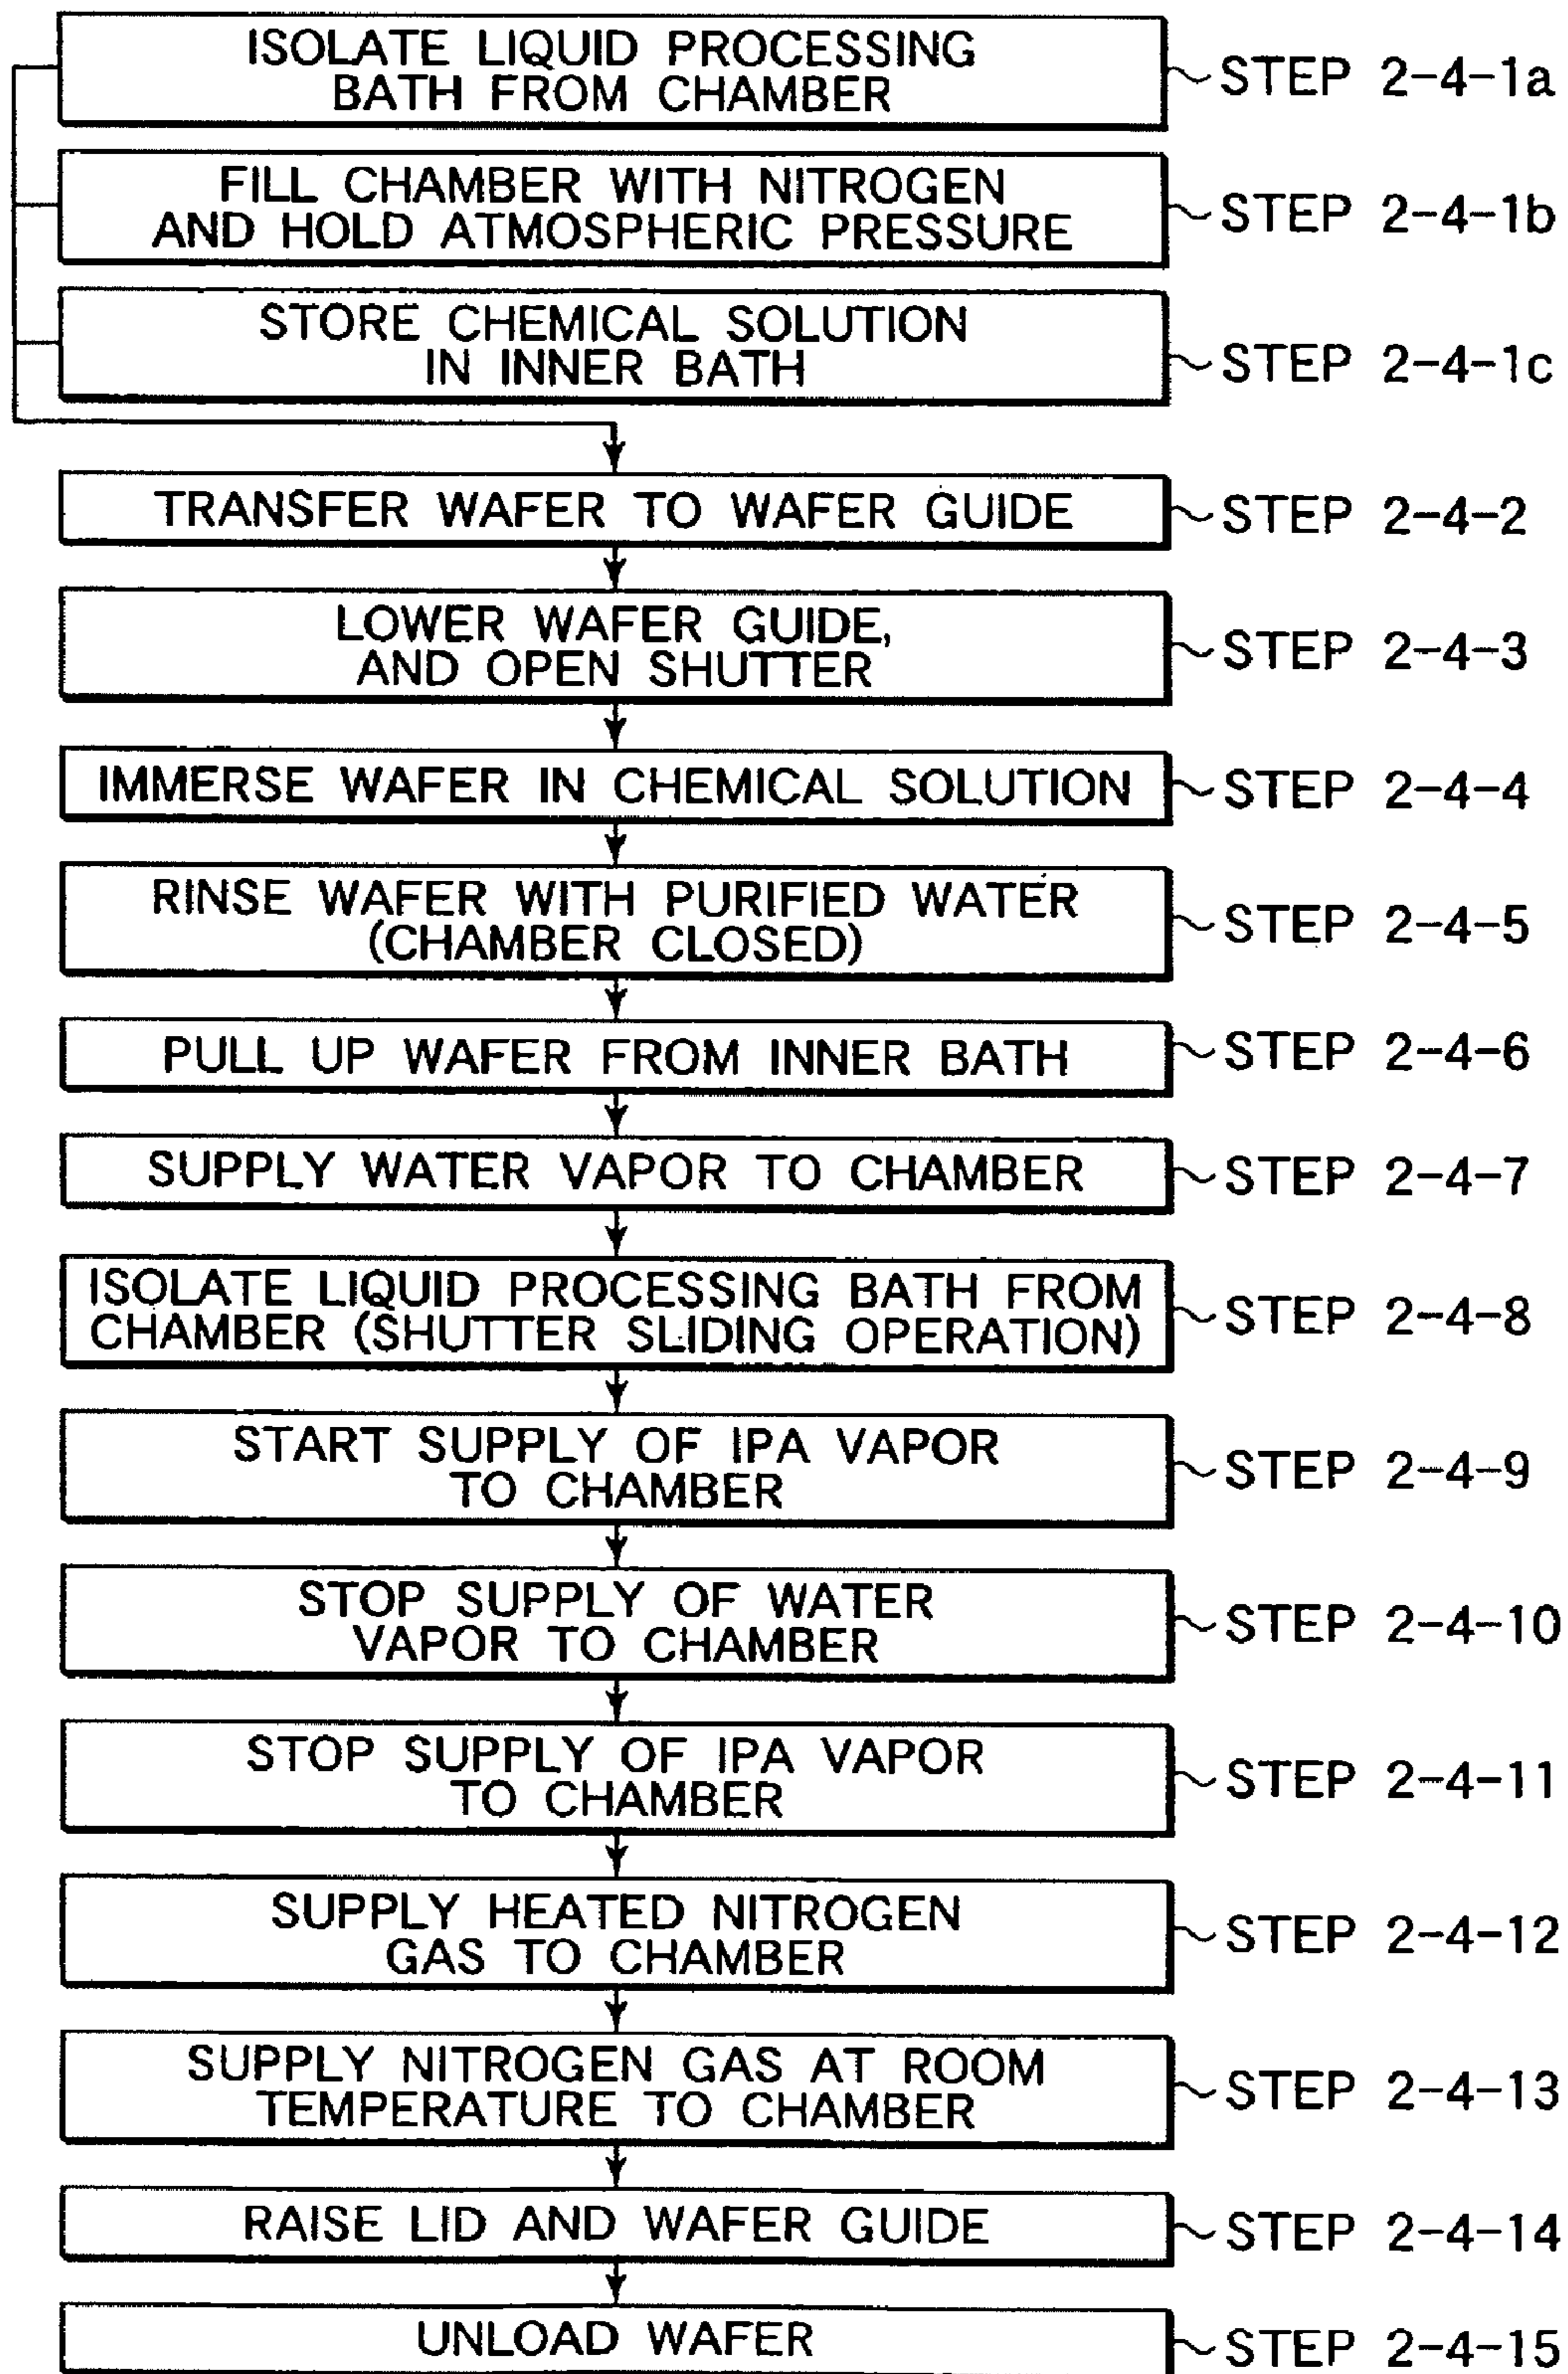 ISOLATE LIQUID PROCESSING
BATH FROM CHAMBER
STEP 2-4-1a
FILL CHAMBER WITH NITROGEN
AND HOLD ATMOSPHERIC PRESSURE
STEP 2-4-1b
STORE CHEMICAL SOLUTION
IN INNER BATH
STEP 2-4-1c
TRANSFER WAFER TO WAFER GUIDE
STEP 2-4-2
LOWER WAFER GUIDE,
AND OPEN SHUTTER
STEP 2-4-3
IMMERSE WAFER IN CHEMICAL SOLUTION
STEP 2-4-4
RINSE WAFER WITH PURIFIED WATER
(CHAMBER CLOSED)
STEP 2-4-5
PULL UP WAFER FROM INNER BATH
STEP 2-4-6
SUPPLY WATER VAPOR TO CHAMBER
STEP 2-4-7
ISOLATE LIQUID PROCESSING BATH FROM
CHAMBER (SHUTTER SLIDING OPERATION)
STEP 2-4-8
START SUPPLY OF IPA VAPOR
TO CHAMBER
STEP 2-4-9
STOP SUPPLY OF WATER
VAPOR TO CHAMBER
STEP 2-4-10
STOP SUPPLY OF IPA VAPOR
TO CHAMBER
STEP 2-4-11
SUPPLY HEATED NITROGEN
GAS TO CHAMBER
STEP 2-4-12
SUPPLY NITROGEN GAS AT ROOM
TEMPERATURE TO CHAMBER
STEP 2-4-13
RAISE LID AND WAFER GUIDE
STEP 2-4-14
UNLOAD WAFER
STEP 2-4-15